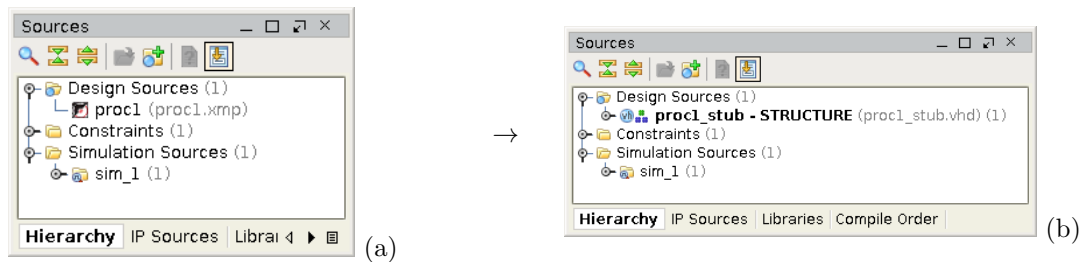 Sources
Design Sources (1)
proc1 (proc1.xmp)
Constraints (1)
Simulation Sources (1)
sim_1 (1)
Hierarchy IP Sources Librai
(a)
→
Sources
Design Sources (1)
proc1_stub - STRUCTURE (proc1_stub.vhd) (1)
Constraints (1)
Simulation Sources (1)
sim_1 (1)
Hierarchy IP Sources Libraries Compile Order
(b)